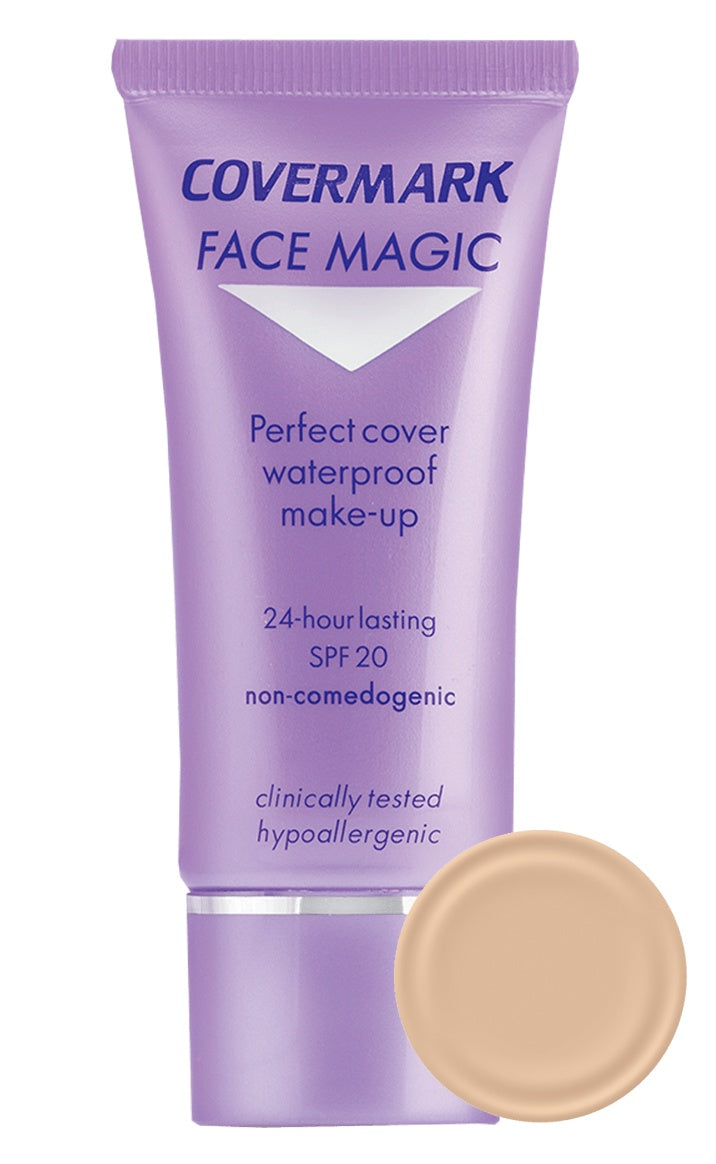 COVERMARK
FACE MAGIC
Perfect cover
waterproof
make-up
24-hour lasting
SPF 20
non-comedogenic
clinically tested
hypoallergenic